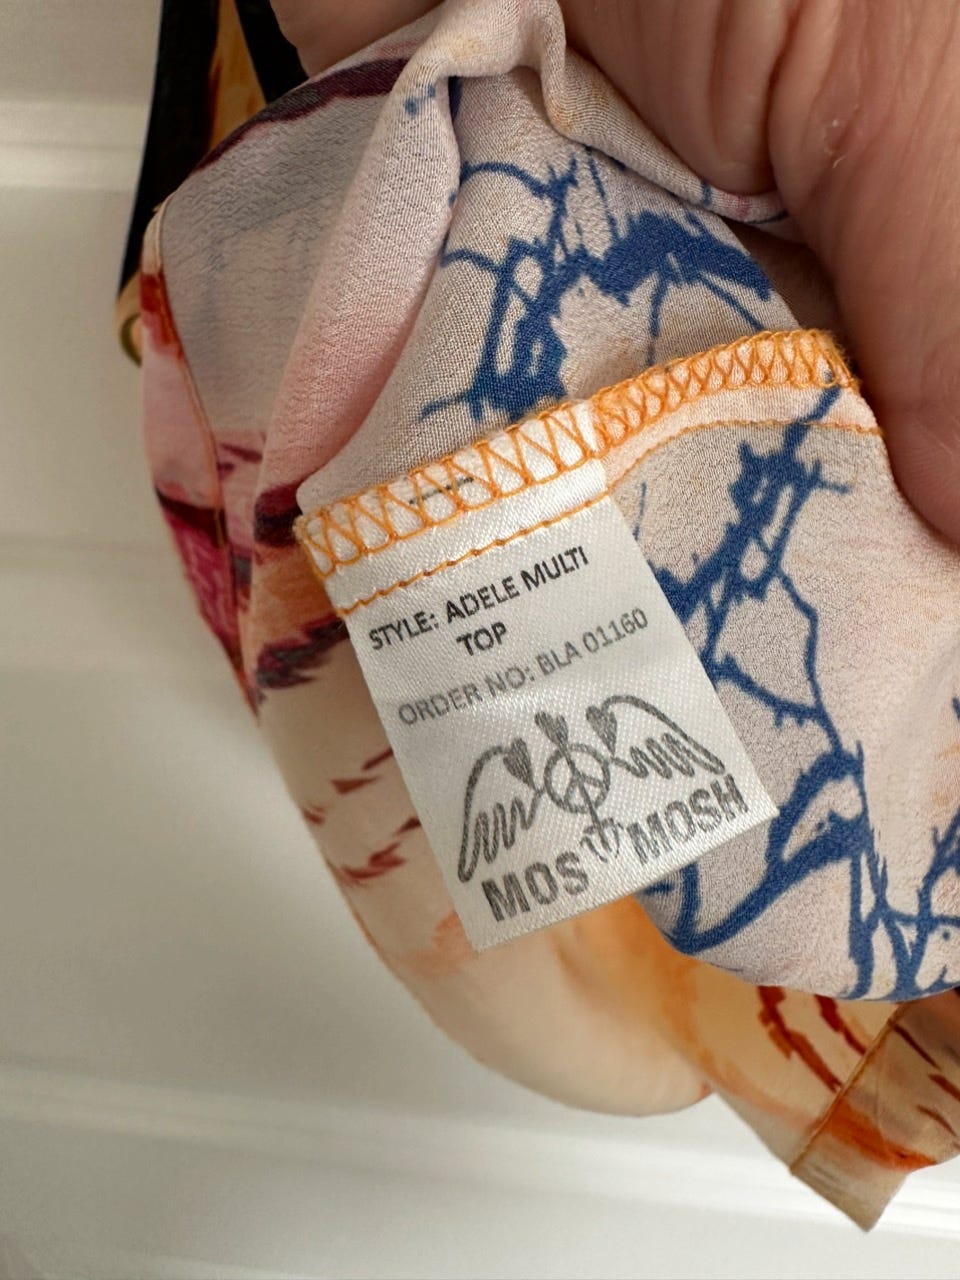 STYLE: ADELE MULTI
TOP
ORDER NO: BLA 01160
MOS MOSH